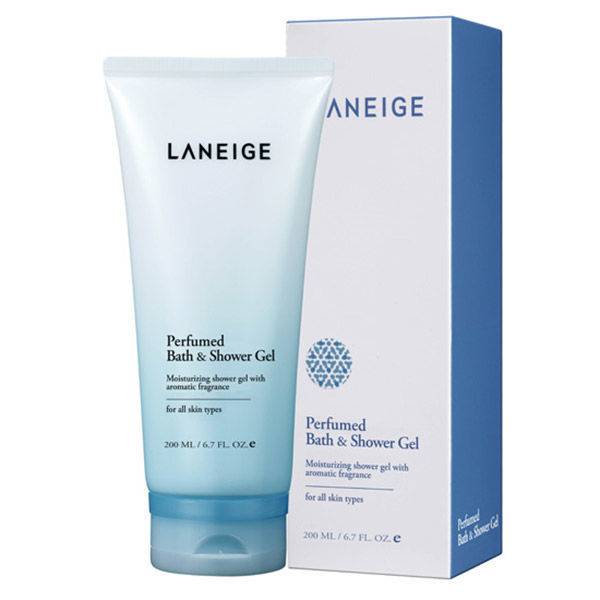 LANEIGE
Perfumed
Bath & Shower Gel
Moisturizing shower gel with
aromatic fragrance
for all skin types
200 ML / 6.7 FL. OZ. e
ANEIGE
Perfumed
Bath & Shower Gel
Moisturizing shower gel with
aromatic fragrance
for all skin types
200 ML / 6.7 FL. OZ. e
Perfumed
Bath & Shower Gel